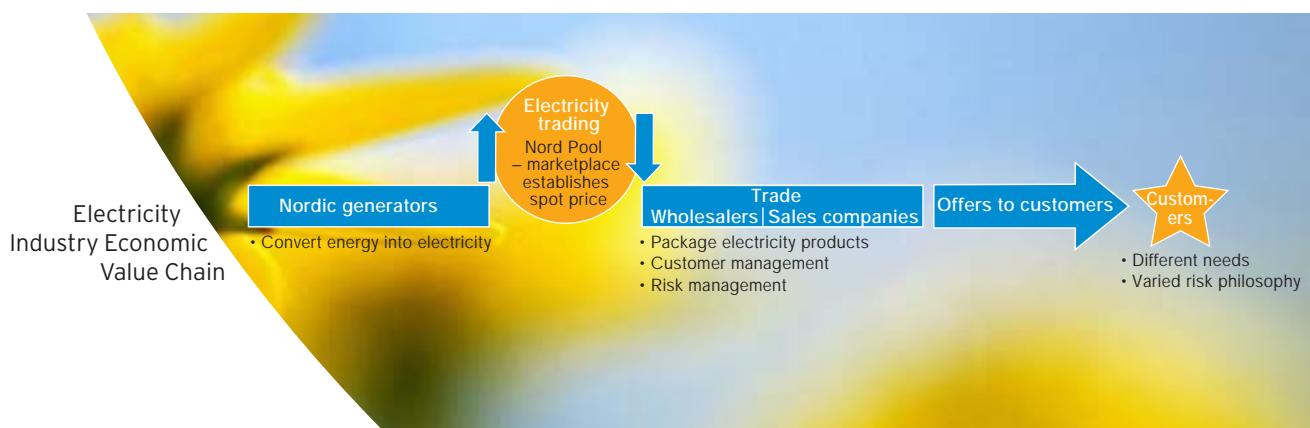 Electricity
Industry Economic
Value Chain
Nordic generators
• Convert energy into electricity
Electricity
trading
Nord Pool
– marketplace
establishes
spot price
Trade
Wholesalers | Sales companies
• Package electricity products
• Customer management
• Risk management
Offers to customers
Custom-
ers
• Different needs
• Varied risk philosophy